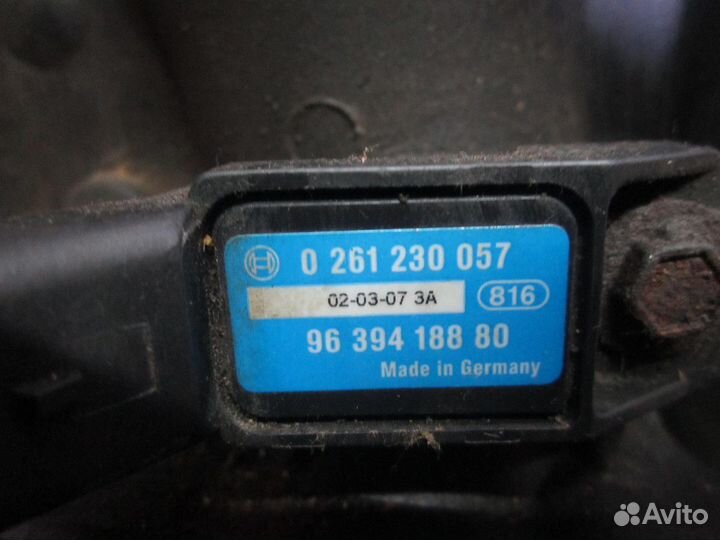 0 261 230 057
02-03-07 3A 816
96 394 188 80
Made in Germany
Avito